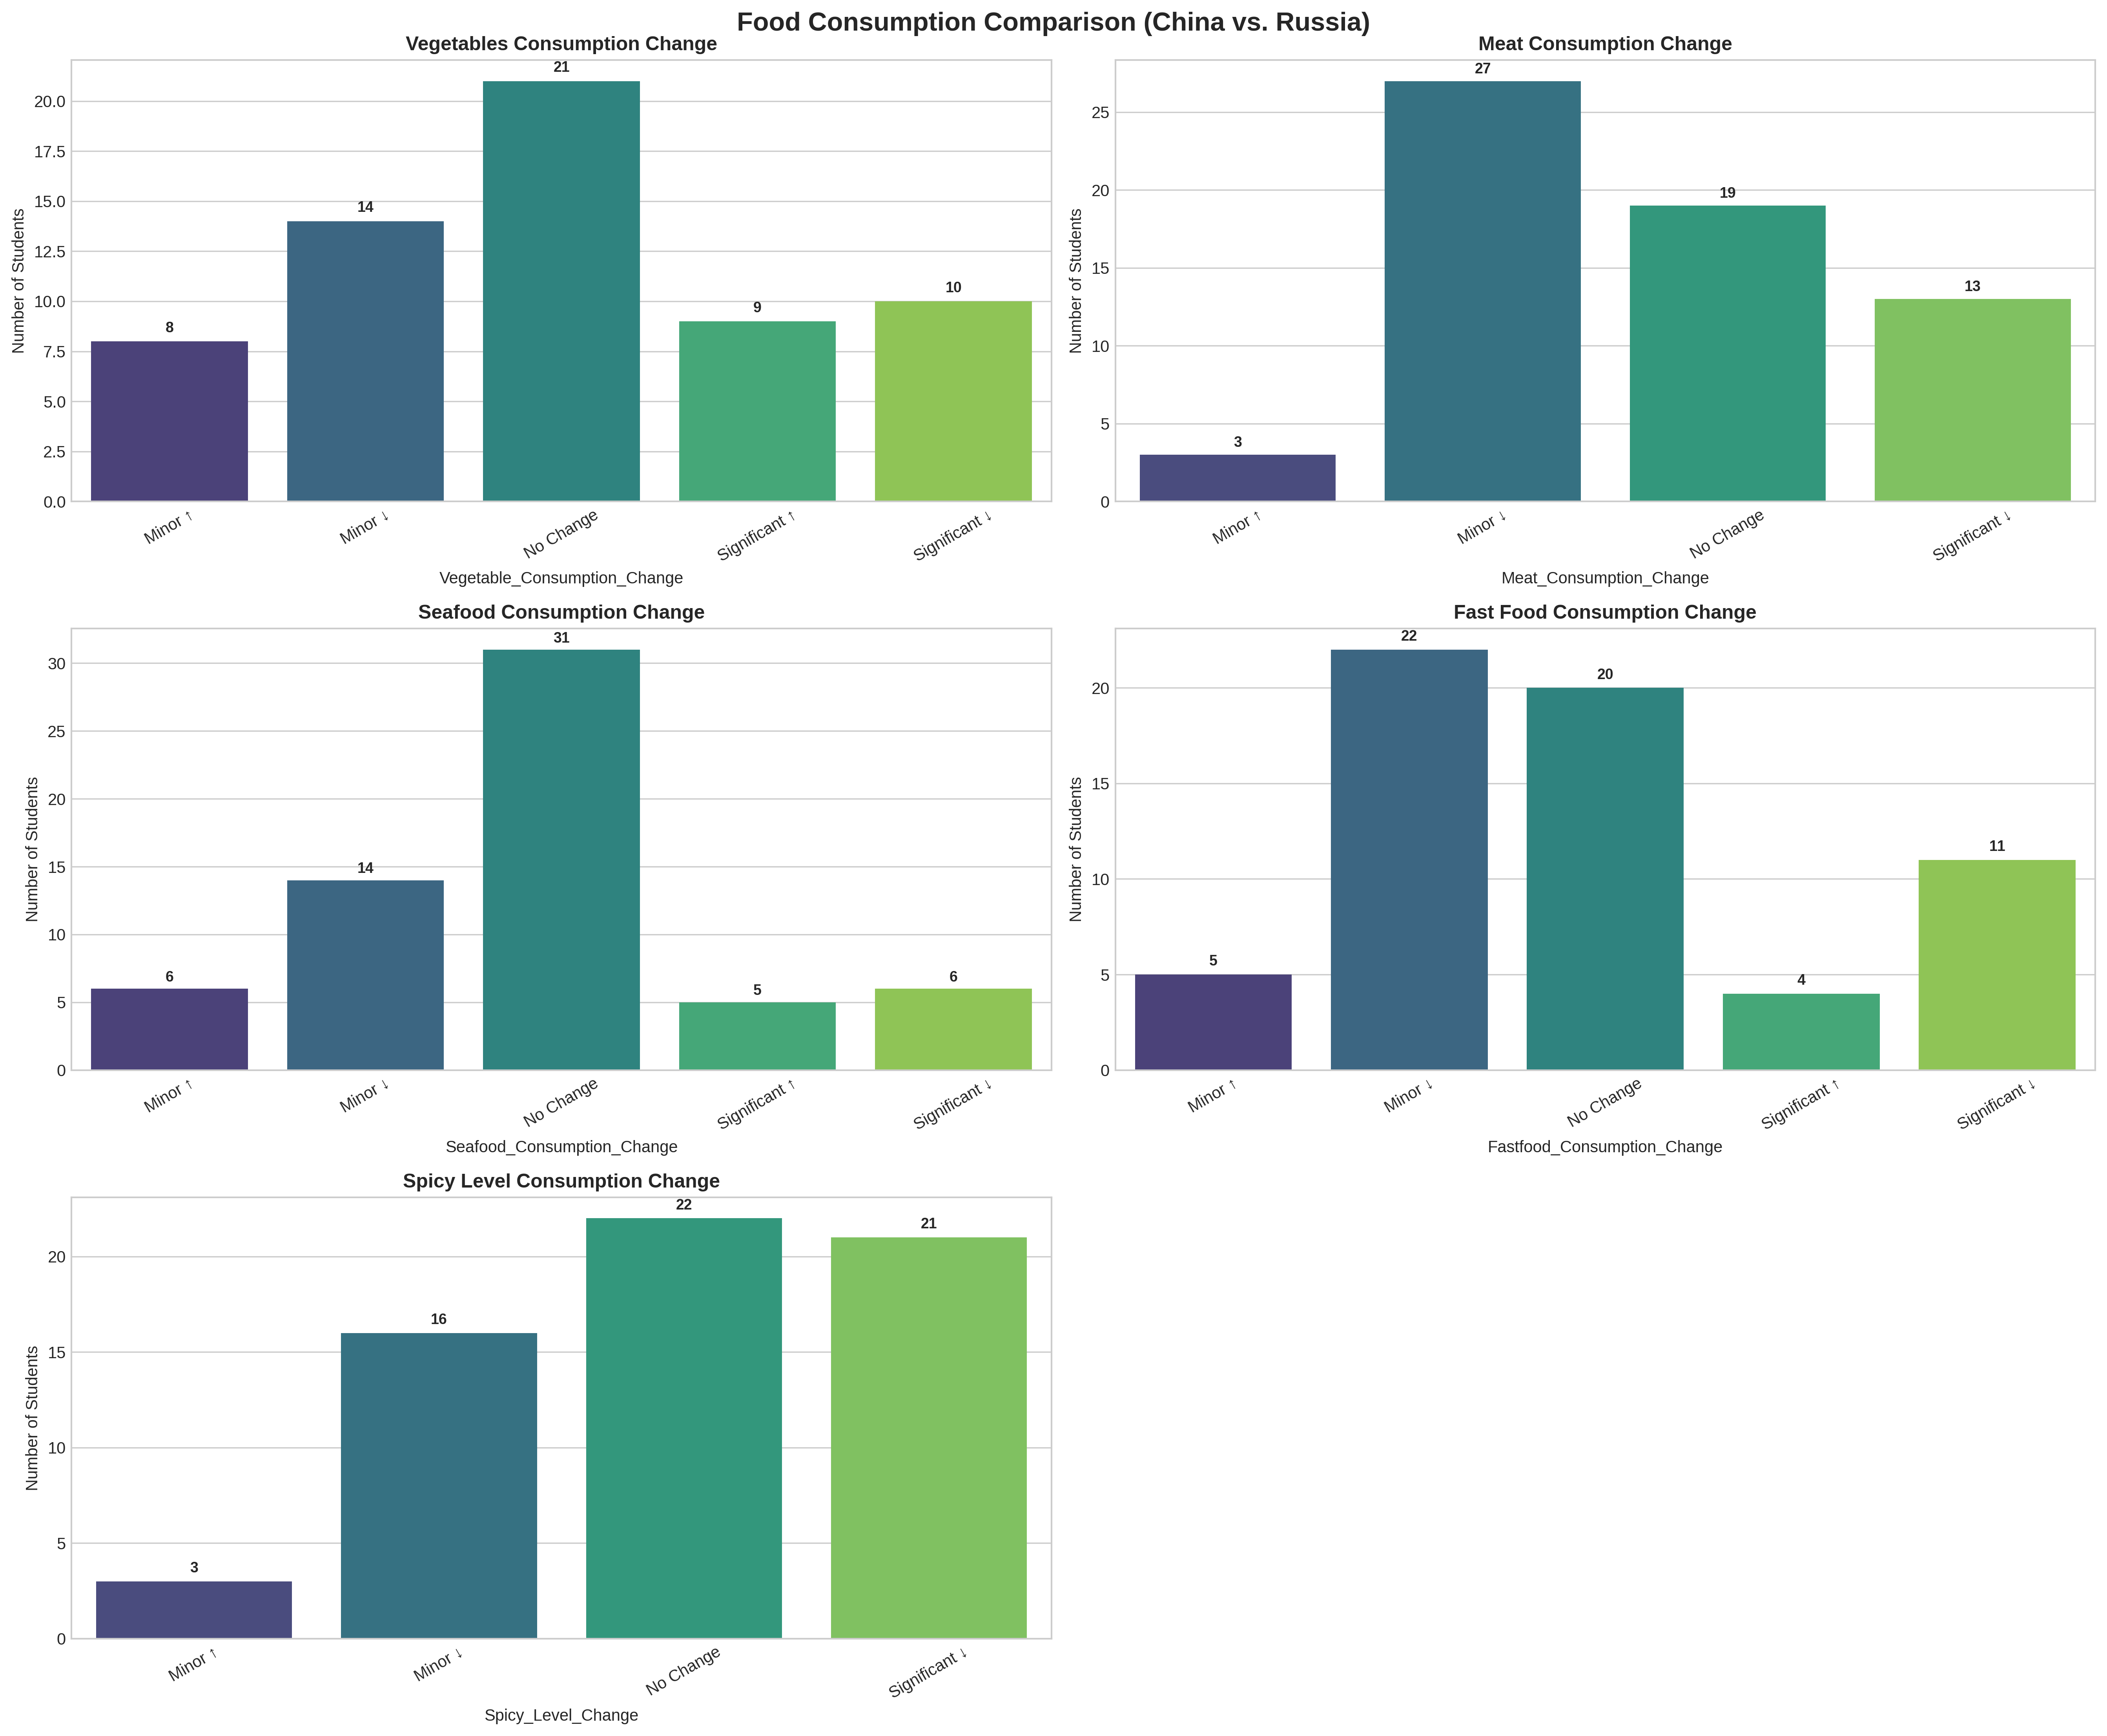 Food Consumption Comparison (China vs. Russia)
Vegetables Consumption Change
Number of Students
20.0
17.5
15.0
12.5
10.0
7.5
5.0
2.5
0.0
8
14
21
9
10
Minor ↑
Minor ↓
No Change
Significant ↑
Significant ↓
Vegetable_Consumption_Change
Meat Consumption Change
Number of Students
25
20
15
10
5
0
3
27
19
13
Minor ↑
Minor ↓
No Change
Significant ↓
Meat_Consumption_Change
Seafood Consumption Change
Number of Students
30
25
20
15
10
5
0
6
14
31
5
6
Minor ↑
Minor ↓
No Change
Significant ↑
Significant ↓
Seafood_Consumption_Change
Fast Food Consumption Change
Number of Students
20
15
10
5
0
5
22
20
4
11
Minor ↑
Minor ↓
No Change
Significant ↑
Significant ↓
Fastfood_Consumption_Change
Spicy Level Consumption Change
Number of Students
20
15
10
5
0
3
16
22
21
Minor ↑
Minor ↓
No Change
Significant ↓
Spicy_Level_Change